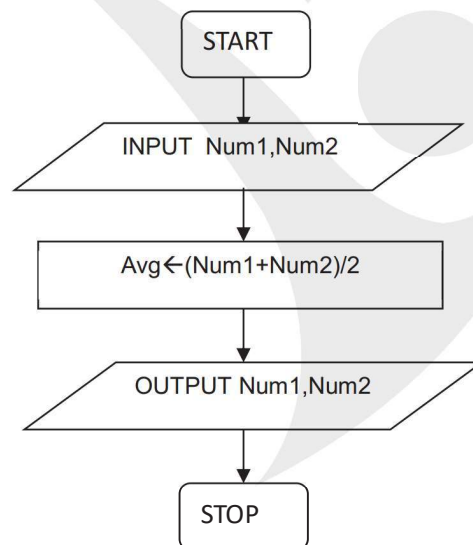 START
INPUT Num1,Num2
Avg←(Num1+Num2)/2
OUTPUT Num1,Num2
STOP